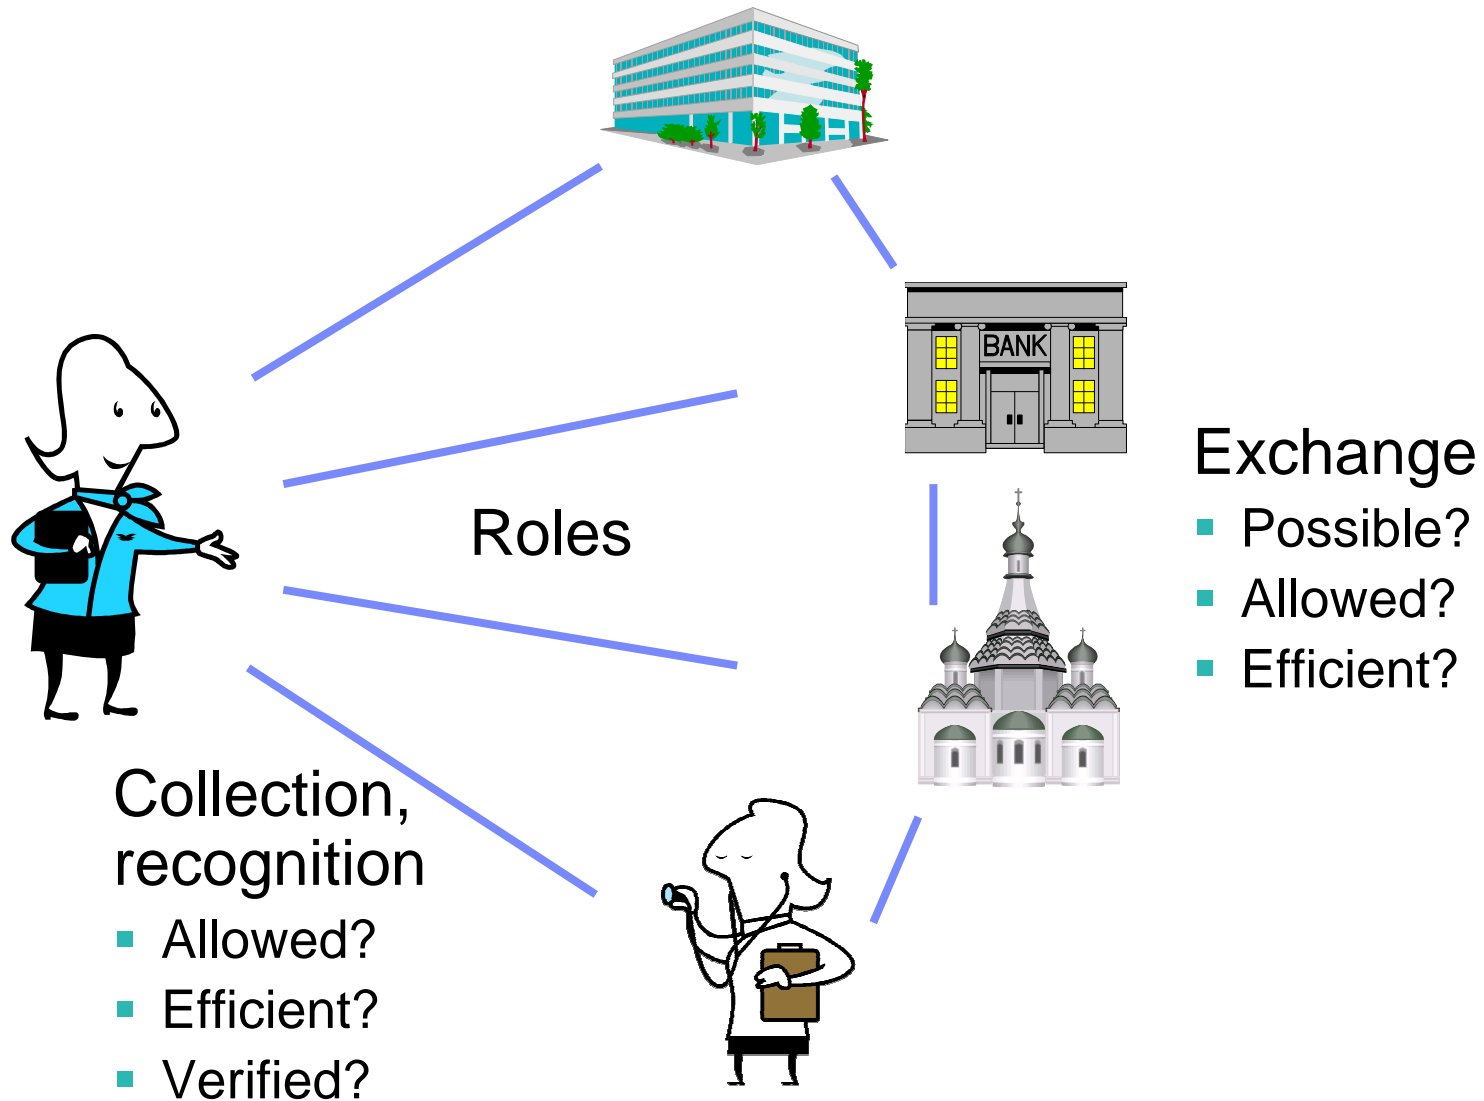 BANK
Exchange
Possible?
Allowed?
Efficient?
Roles
Collection,
recognition
Allowed?
Efficient?
Verified?